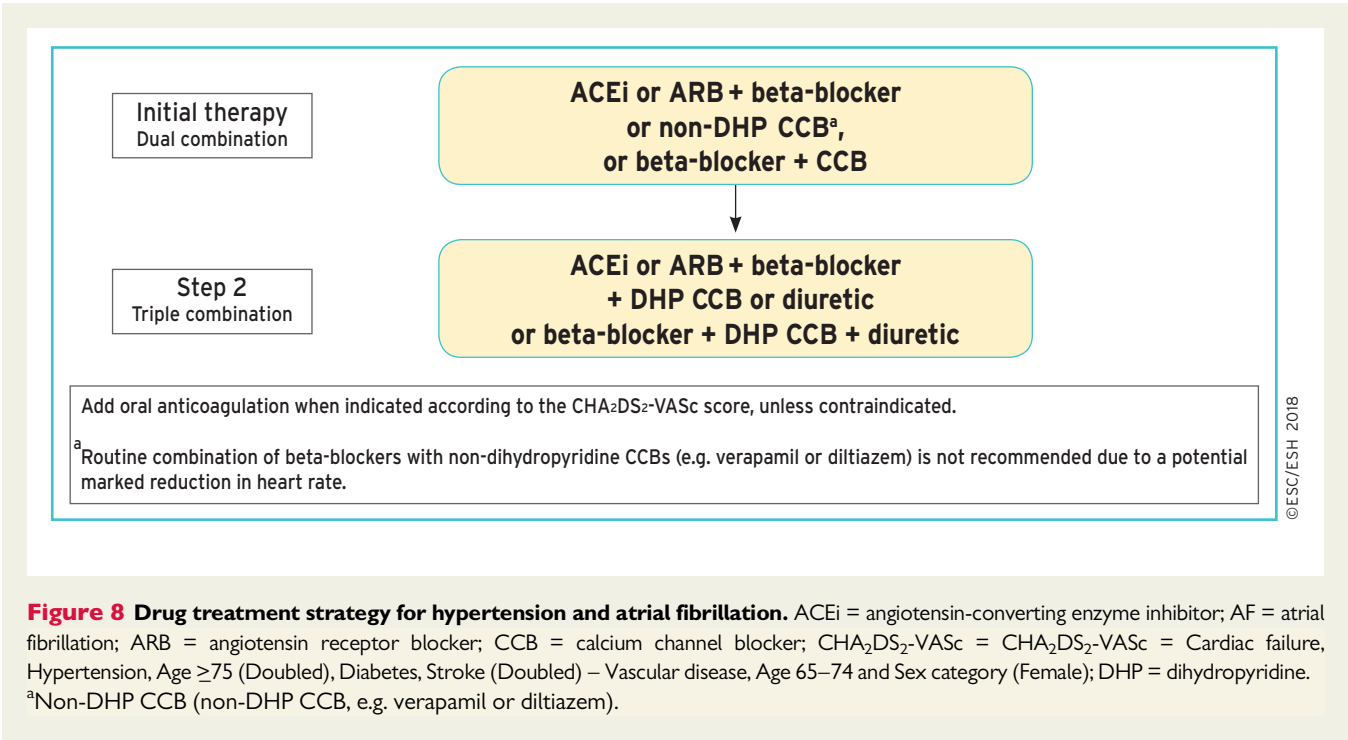 Initial therapy
Dual combination
ACEi or ARB + beta-blocker
or non-DHP CCBᵃ,
or beta-blocker + CCB
Step 2
Triple combination
ACEi or ARB + beta-blocker
+ DHP CCB or diuretic
or beta-blocker + DHP CCB + diuretic
Add oral anticoagulation when indicated according to the CHA₂DS₂-VASc score, unless contraindicated.
ᵃRoutine combination of beta-blockers with non-dihydropyridine CCBs (e.g. verapamil or diltiazem) is not recommended due to a potential
marked reduction in heart rate.
©ESC/ESH 2018
Figure 8 Drug treatment strategy for hypertension and atrial fibrillation. ACEi = angiotensin-converting enzyme inhibitor; AF = atrial
fibrillation; ARB = angiotensin receptor blocker; CCB = calcium channel blocker; CHA₂DS₂-VASc = CHA₂DS₂-VASc = Cardiac failure,
Hypertension, Age ≥75 (Doubled), Diabetes, Stroke (Doubled) – Vascular disease, Age 65–74 and Sex category (Female); DHP = dihydropyridine.
ᵃNon-DHP CCB (non-DHP CCB, e.g. verapamil or diltiazem).